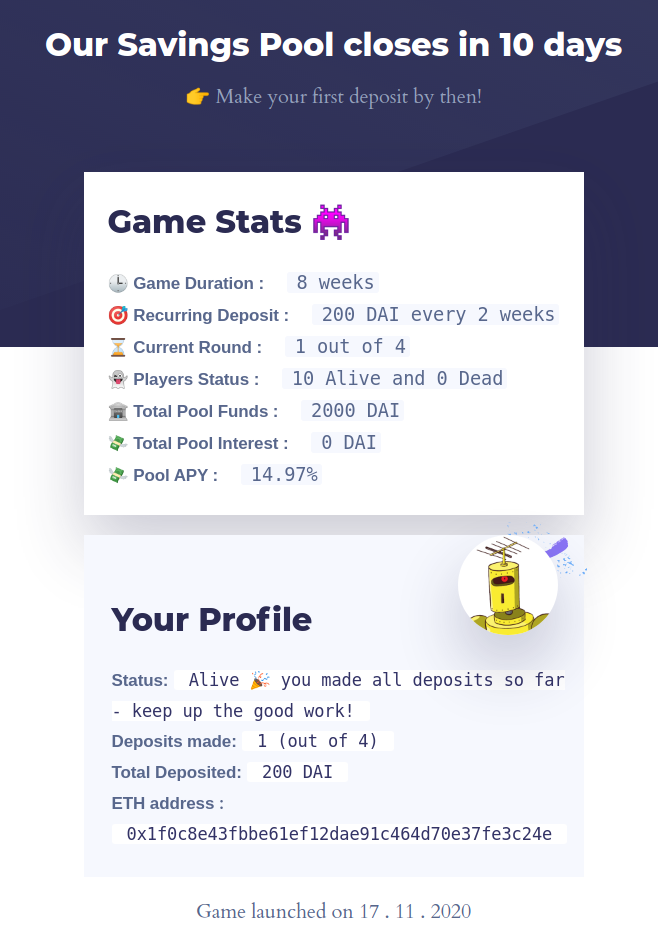 Our Savings Pool closes in 10 days
👉 Make your first deposit by then!
Game Stats 👾
🕒 Game Duration : 8 weeks
🎯 Recurring Deposit : 200 DAI every 2 weeks
⏳ Current Round : 1 out of 4
👻 Players Status : 10 Alive and 0 Dead
🏦 Total Pool Funds : 2000 DAI
💸 Total Pool Interest : 0 DAI
💸 Pool APY : 14.97%
Your Profile
Status: Alive 🎉 you made all deposits so far
- keep up the good work!
Deposits made: 1 (out of 4)
Total Deposited: 200 DAI
ETH address :
0x1f0c8e43fbbe61ef12dae91c464d70e37fe3c24e
Game launched on 17 . 11 . 2020